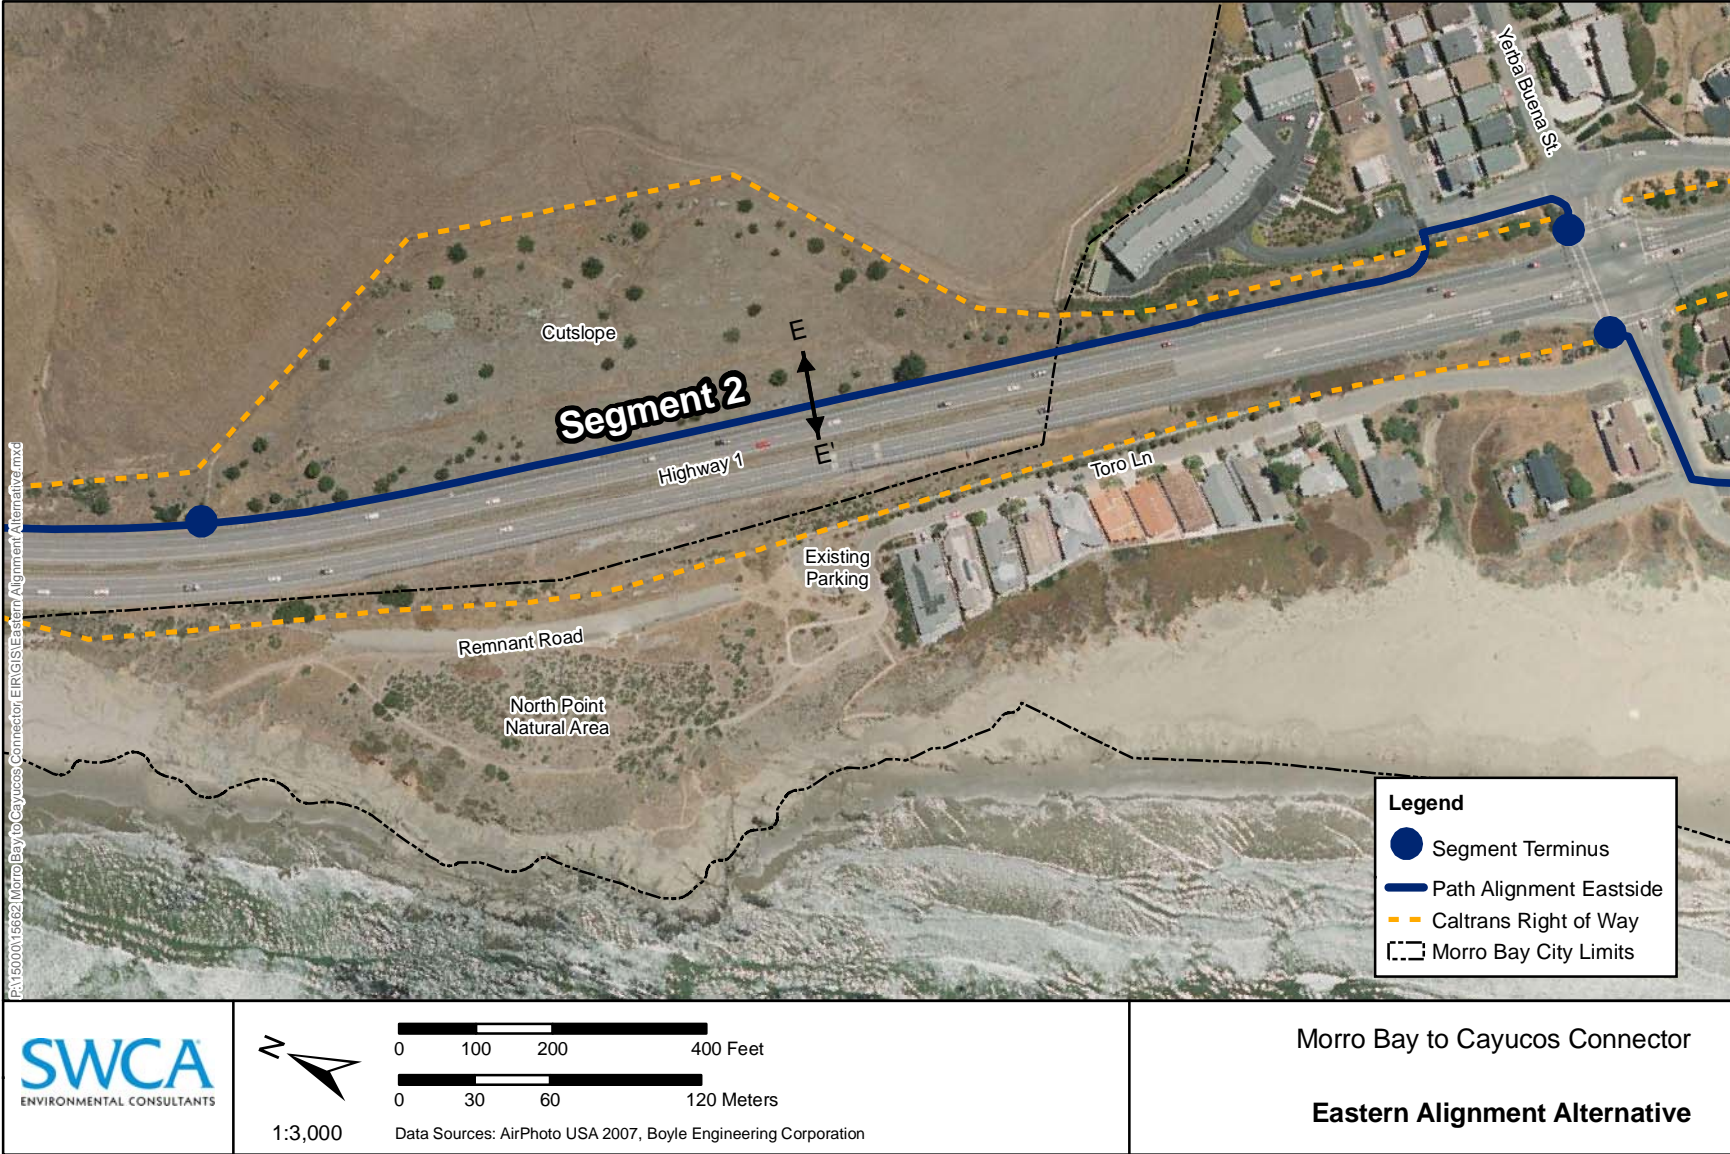 Yerba Buena St.
Cutslope
E
Segment 2
E'
Highway 1
Toro Ln
Existing
Parking
Remnant Road
North Point
Natural Area
P:\15000\15662 Morro Bay to Cayucos Connector EIR\GIS\Eastern Alignment Alternative.mxd
Legend
Segment Terminus
Path Alignment Eastside
Caltrans Right of Way
Morro Bay City Limits
SWCA
ENVIRONMENTAL CONSULTANTS
N
1:3,000
0 100 200 400 Feet
0 30 60 120 Meters
Data Sources: AirPhoto USA 2007, Boyle Engineering Corporation
Morro Bay to Cayucos Connector
Eastern Alignment Alternative